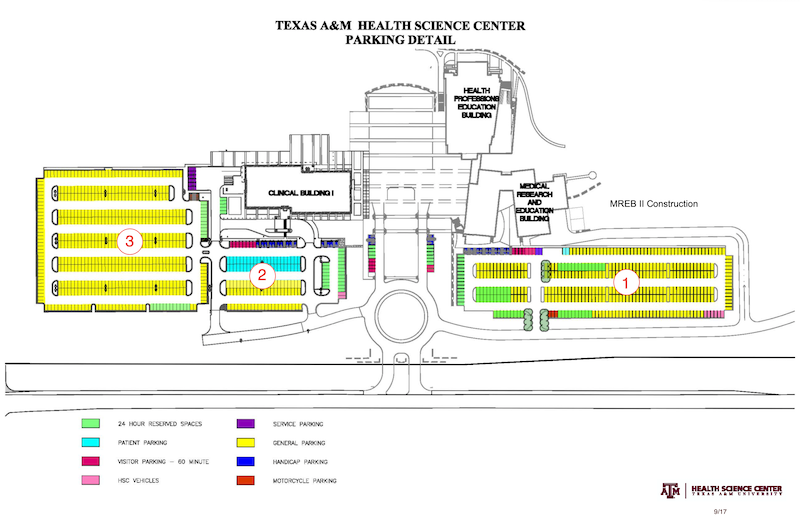 TEXAS A&M HEALTH SCIENCE CENTER
PARKING DETAIL
HEALTH
PROFESSIONS
EDUCATION
BUILDING
CLINICAL BUILDING I
MEDICAL
RESEARCH
AND
EDUCATION
BUILDING
MREB II Construction
3
2
1
24 HOUR RESERVED SPACES
PATIENT PARKING
VISITOR PARKING – 60 MINUTE
HSC VEHICLES
SERVICE PARKING
GENERAL PARKING
HANDICAP PARKING
MOTORCYCLE PARKING
ATM
HEALTH SCIENCE CENTER
TEXAS A&M UNIVERSITY
9/17